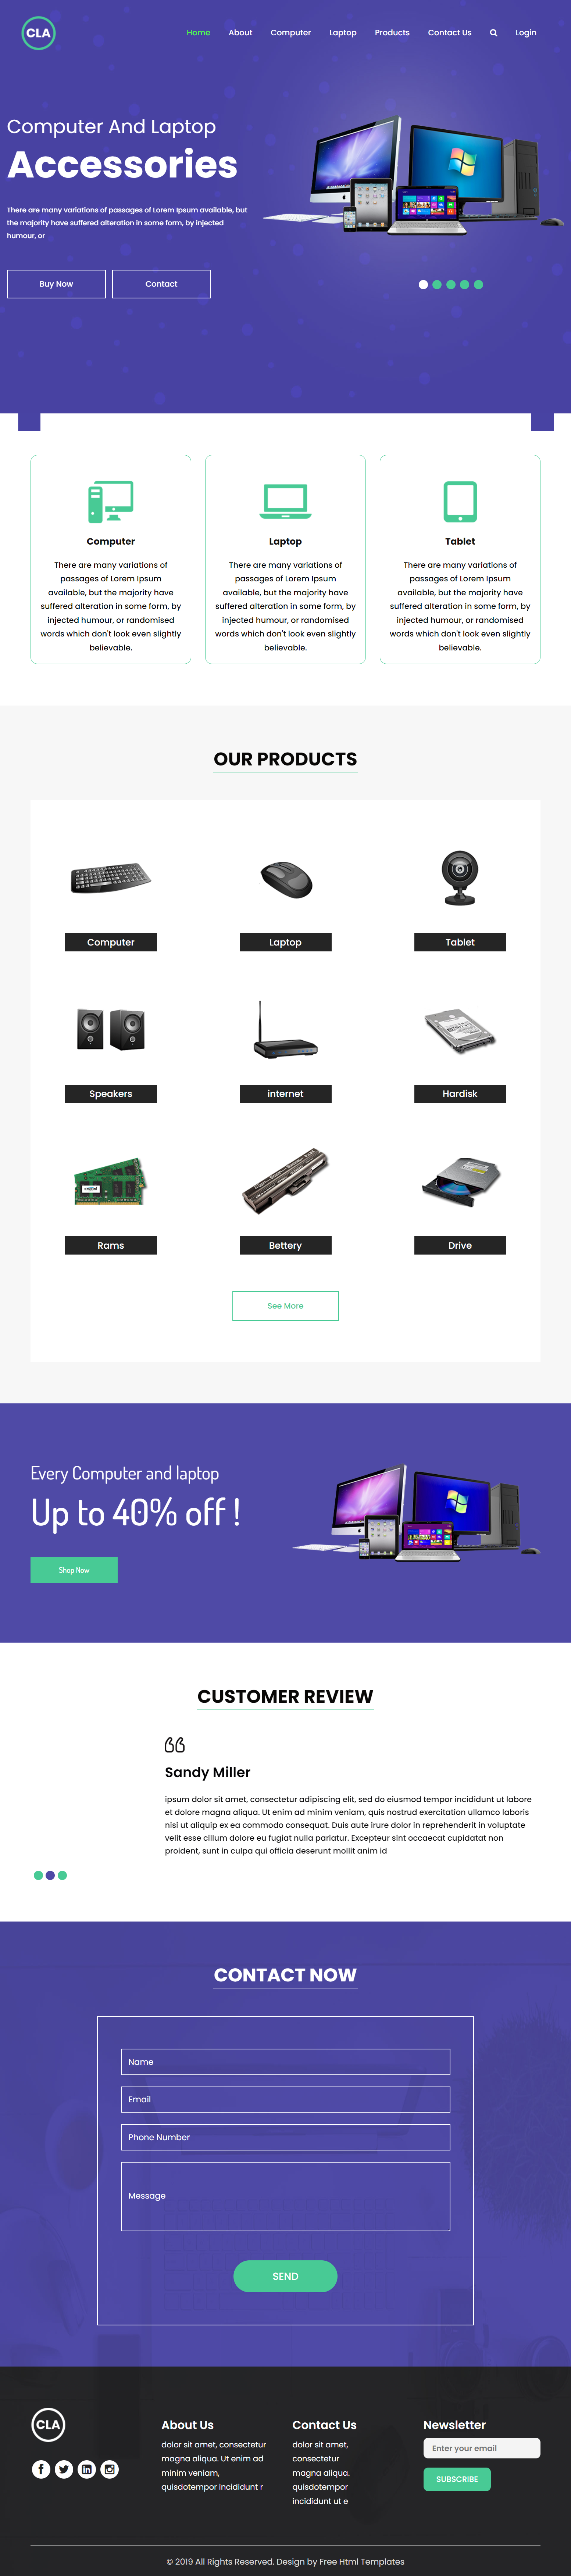 CLA
Home About Computer Laptop Products Contact Us Login
Computer And Laptop
Accessories
There are many variations of passages of Lorem Ipsum available, but
the majority have suffered alteration in some form, by injected
humour, or
Buy Now Contact
Computer
There are many variations of
passages of Lorem Ipsum
available, but the majority have
suffered alteration in some form, by
injected humour, or randomised
words which don't look even slightly
believable.
Laptop
There are many variations of
passages of Lorem Ipsum
available, but the majority have
suffered alteration in some form, by
injected humour, or randomised
words which don't look even slightly
believable.
Tablet
There are many variations of
passages of Lorem Ipsum
available, but the majority have
suffered alteration in some form, by
injected humour, or randomised
words which don't look even slightly
believable.
OUR PRODUCTS
Computer
Laptop
Tablet
Speakers
internet
Hardisk
Rams
Bettery
Drive
See More
Every Computer and laptop
Up to 40% off !
Shop Now
CUSTOMER REVIEW
Sandy Miller
ipsum dolor sit amet, consectetur adipiscing elit, sed do eiusmod tempor incididunt ut labore
et dolore magna aliqua. Ut enim ad minim veniam, quis nostrud exercitation ullamco laboris
nisi ut aliquip ex ea commodo consequat. Duis aute irure dolor in reprehenderit in voluptate
velit esse cillum dolore eu fugiat nulla pariatur. Excepteur sint occaecat cupidatat non
proident, sunt in culpa qui officia deserunt mollit anim id
CONTACT NOW
Name
Email
Phone Number
Message
SEND
CLA
About Us
dolor sit amet, consectetur
magna aliqua. Ut enim ad
minim veniam,
quisdotempor incididunt r
Contact Us
dolor sit amet,
consectetur
magna aliqua.
quisdotempor
incididunt ut e
Newsletter
Enter your email
SUBSCRIBE
© 2019 All Rights Reserved. Design by Free Html Templates